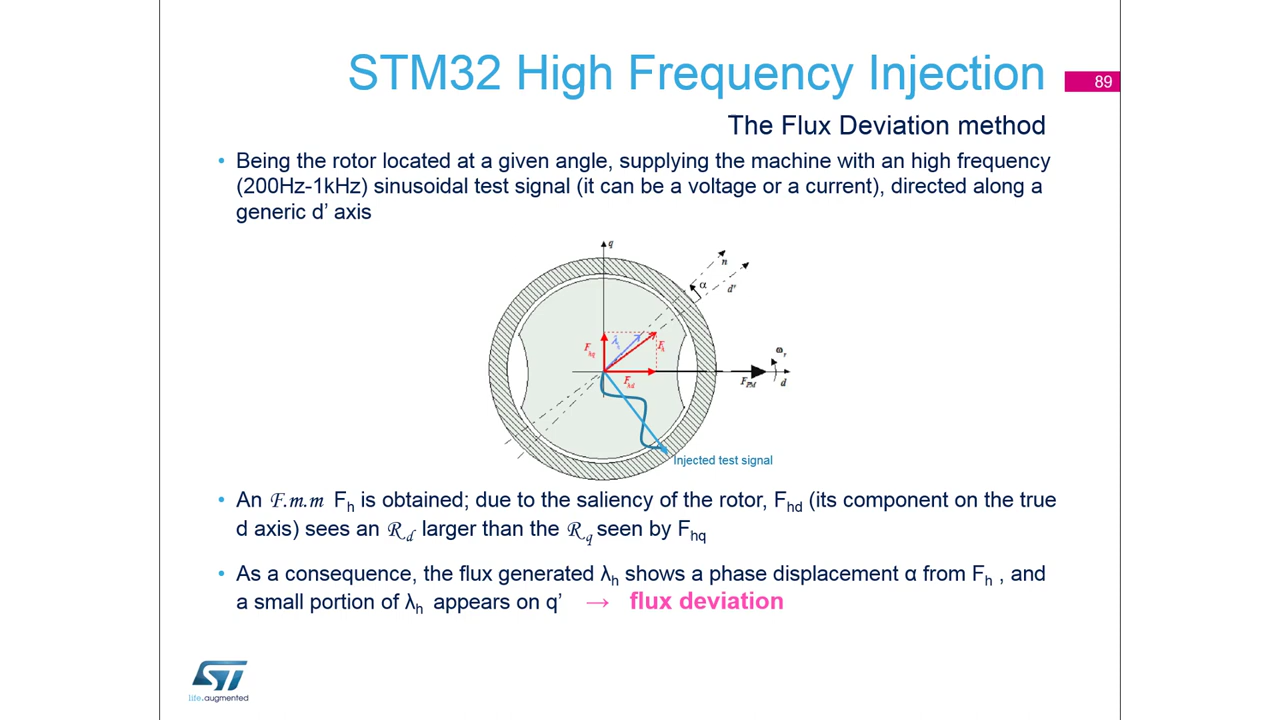 STM32 High Frequency Injection
89
The Flux Deviation method
• Being the rotor located at a given angle, supplying the machine with an high frequency
(200Hz-1kHz) sinusoidal test signal (it can be a voltage or a current), directed along a
generic d’ axis
q
n
α
d'
λ
F_hq
F_h
F_hd
ω_r
F_PM
d
Injected test signal
• An F.m.m F_h is obtained; due to the saliency of the rotor, F_hd (its component on the true
d axis) sees an R_d larger than the R_q seen by F_hq
• As a consequence, the flux generated λ_h shows a phase displacement α from F_h , and
a small portion of λ_h appears on q’ → flux deviation
ST
life.augmented